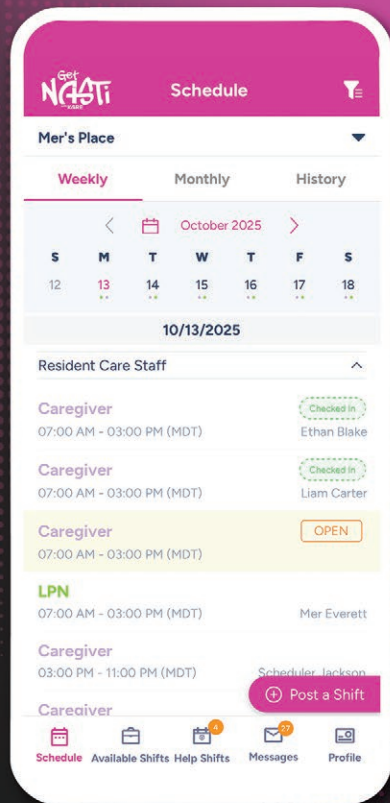 Get
NASTi
Schedule
Mer's Place
Weekly Monthly History
October 2025
S M T W T F S
12 13 14 15 16 17 18
10/13/2025
Resident Care Staff
Caregiver Checked In
07:00 AM - 03:00 PM (MDT) Ethan Blake
Caregiver Checked In
07:00 AM - 03:00 PM (MDT) Liam Carter
Caregiver OPEN
07:00 AM - 03:00 PM (MDT)
LPN
07:00 AM - 03:00 PM (MDT) Mer Everett
Caregiver
03:00 PM - 11:00 PM (MDT) Scheduler Jackson
Post a Shift
Caregiver
4 27
Schedule Available Shifts Help Shifts Messages Profile